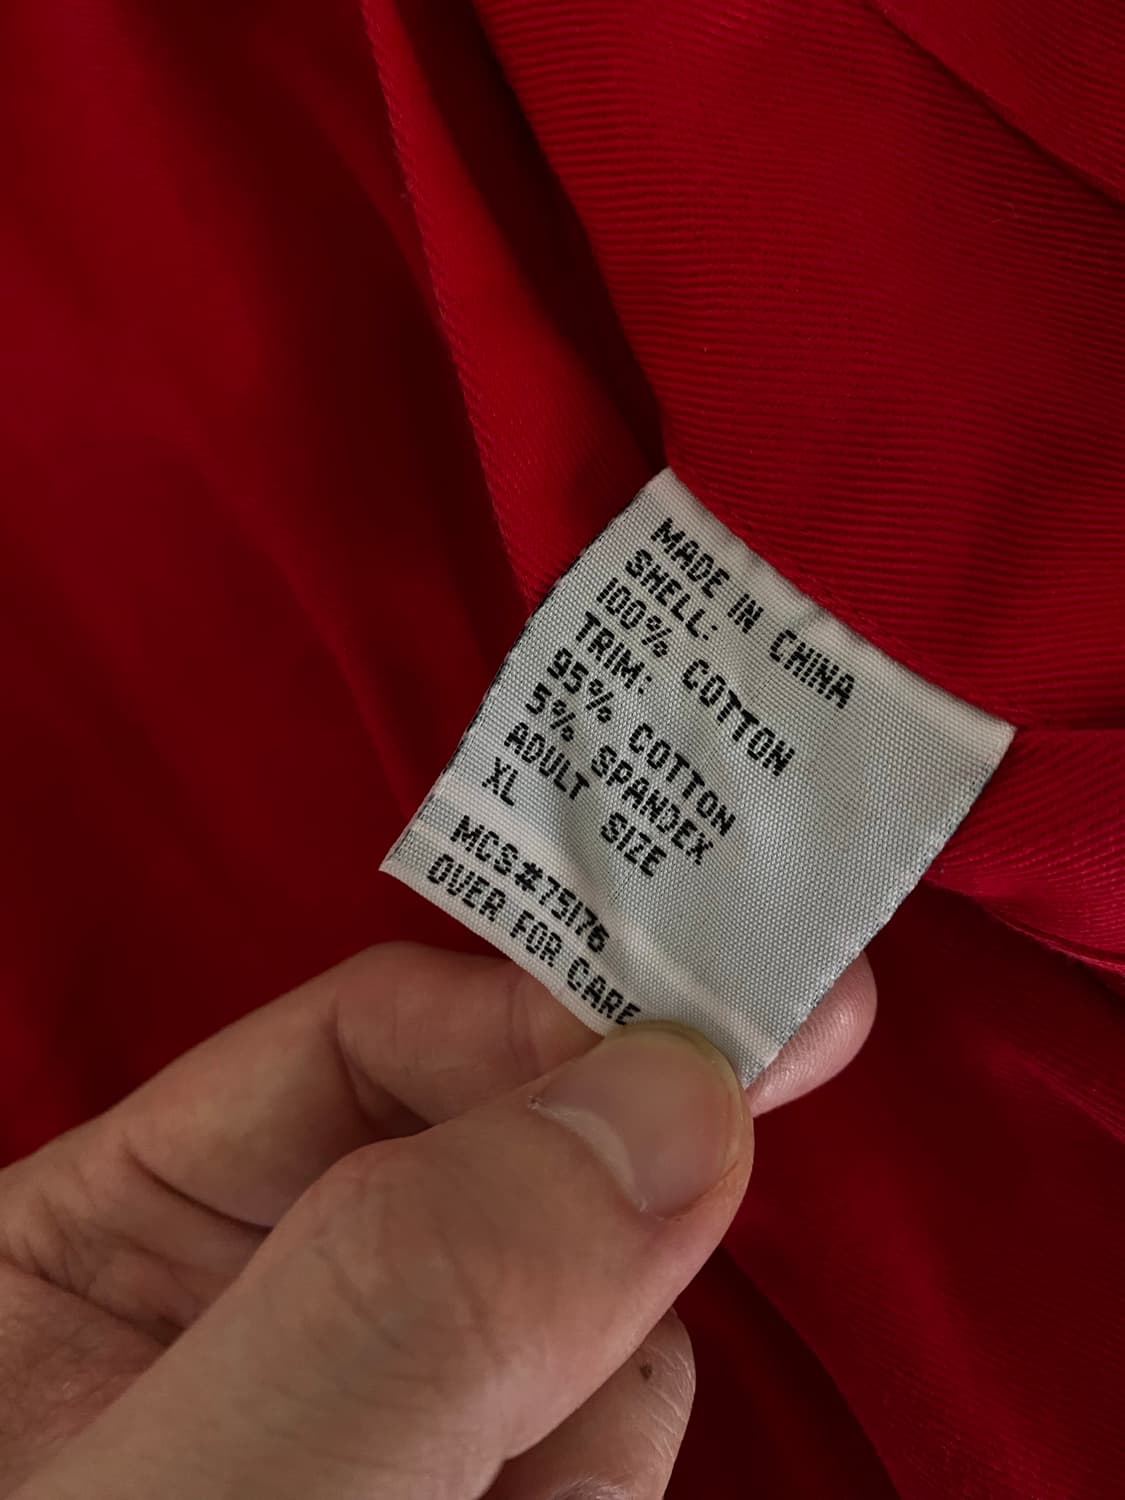 MADE IN CHINA
SHELL:
100% COTTON
TRIM:
95% COTTON
5% SPANDEX
ADULT SIZE
XL
MCS#75176
OVER FOR CARE